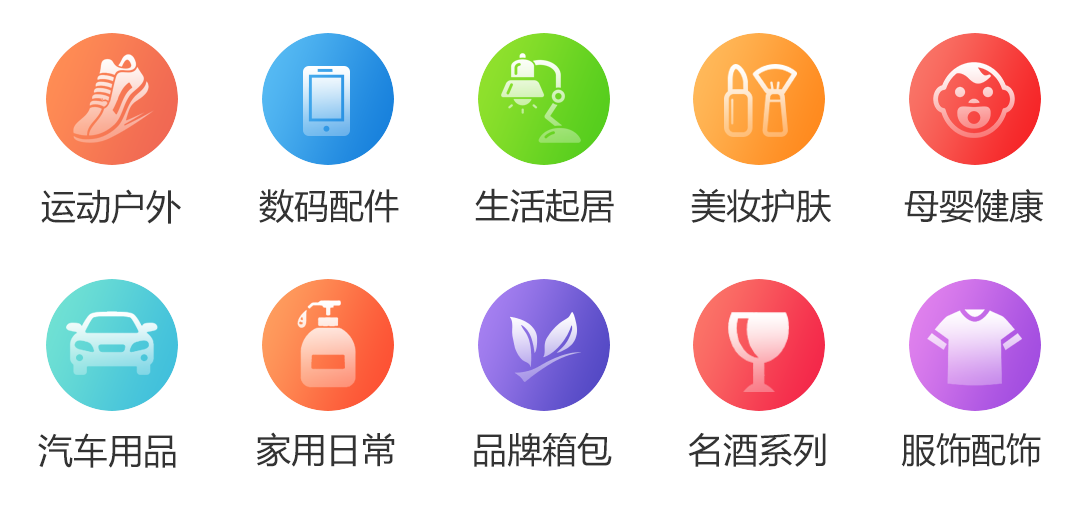 运动户外
数码配件
生活起居
美妆护肤
母婴健康
汽车用品
家用日常
品牌箱包
名酒系列
服饰配饰